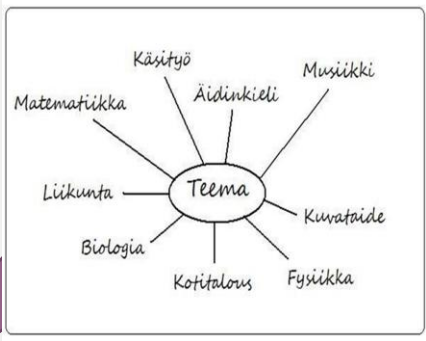 Käsityö
Musiikki
Äidinkieli
Matematiikka
Teema
Liikunta
Kuvataide
Biologia
Kotitalous
Fysiikka